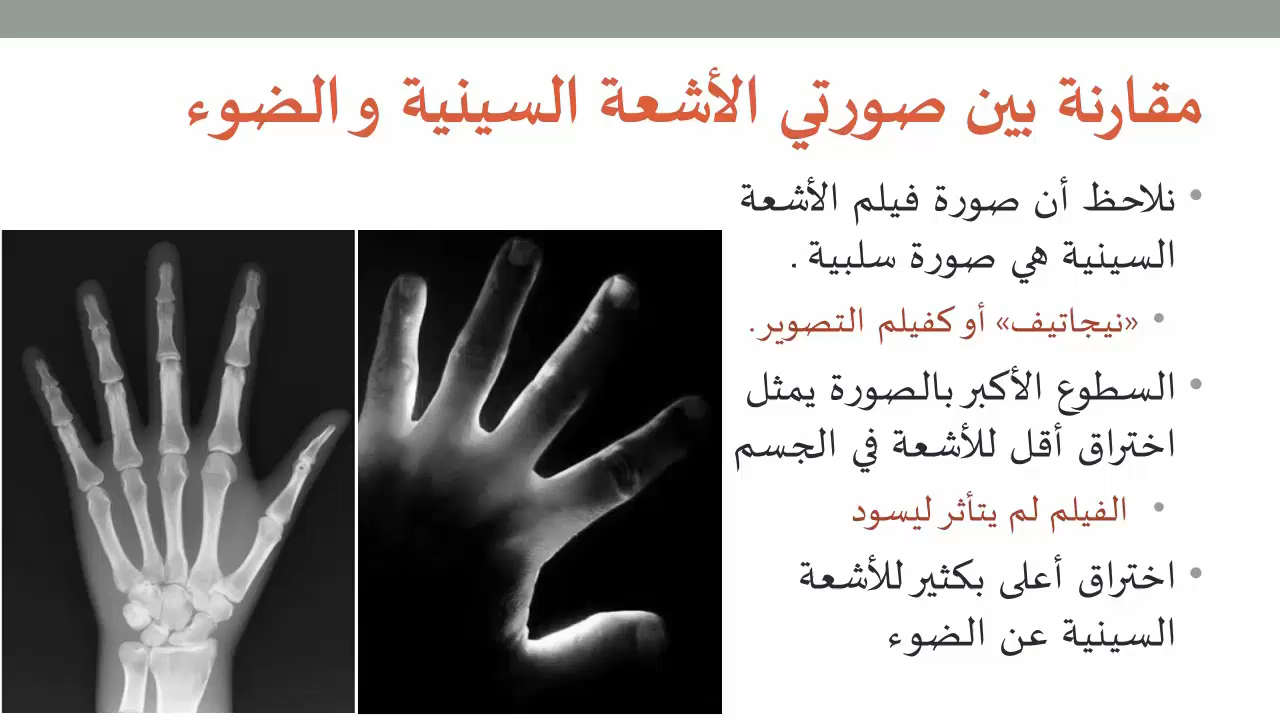 مقارنة بين صورتي الأشعة السينية و الضوء
• نلاحظ أن صورة فيلم الأشعة
السينية هي صورة سلبية .
• «نيجاتيف» أو كفيلم التصوير.
• السطوع الأكبر بالصورة يمثل
اختراق أقل للأشعة في الجسم
• الفيلم لم يتأثر ليسود
• اختراق أعلى بكثير للأشعة
السينية عن الضوء